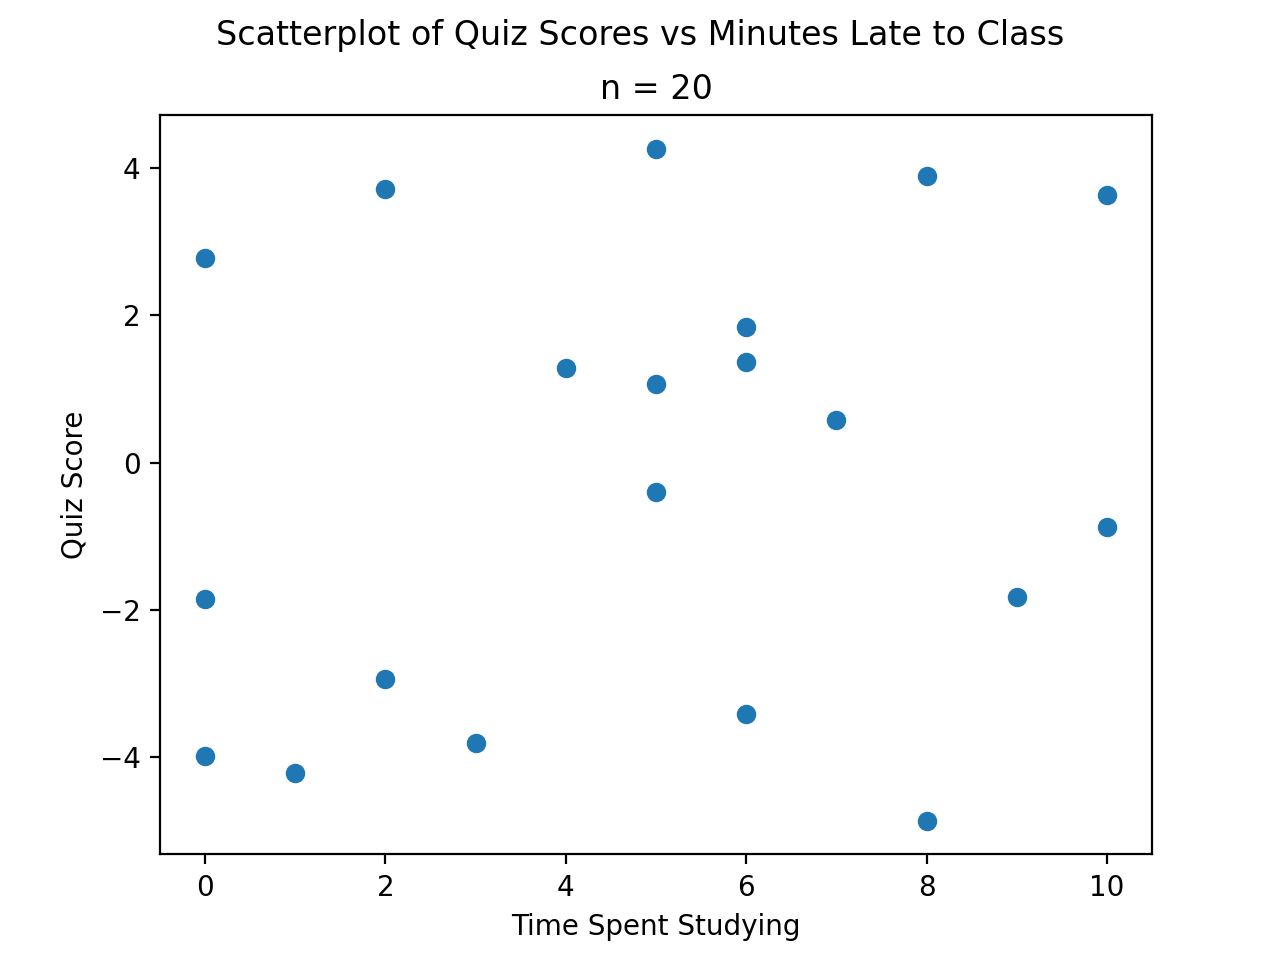 Scatterplot of Quiz Scores vs Minutes Late to Class
n = 20
4
2
0
−2
−4
Quiz Score
0 2 4 6 8 10
Time Spent Studying